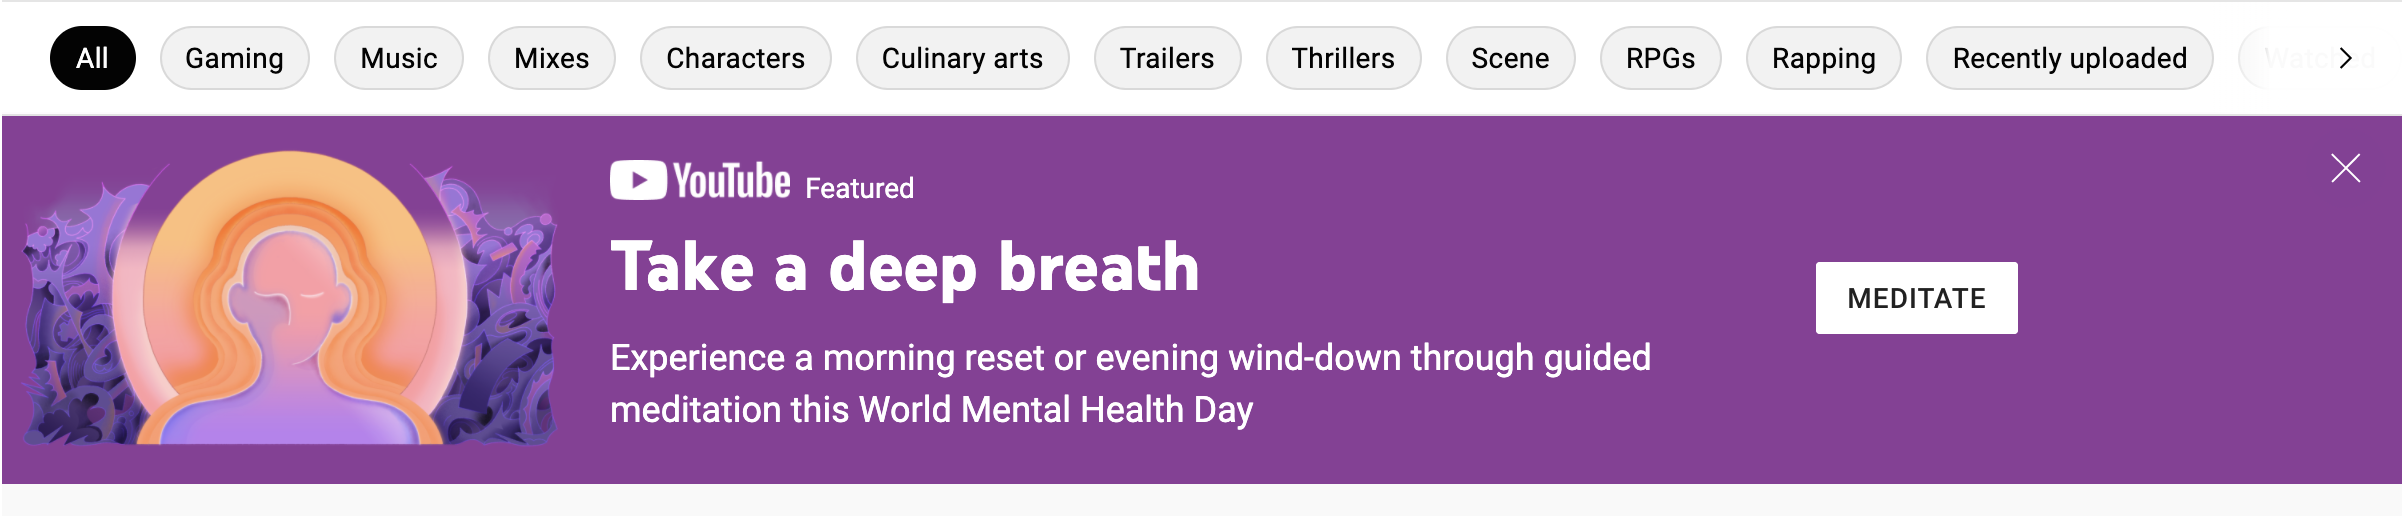 All Gaming Music Mixes Characters Culinary arts Trailers Thrillers Scene RPGs Rapping Recently uploaded Watched
YouTube Featured
Take a deep breath
MEDITATE
Experience a morning reset or evening wind-down through guided
meditation this World Mental Health Day